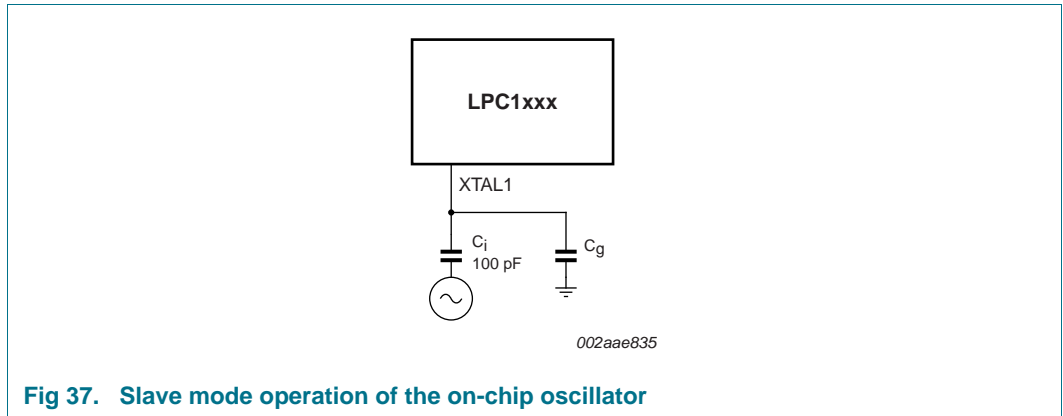 LPC1xxx
XTAL1
Ci
100 pF
Cg
002aae835
Fig 37. Slave mode operation of the on-chip oscillator